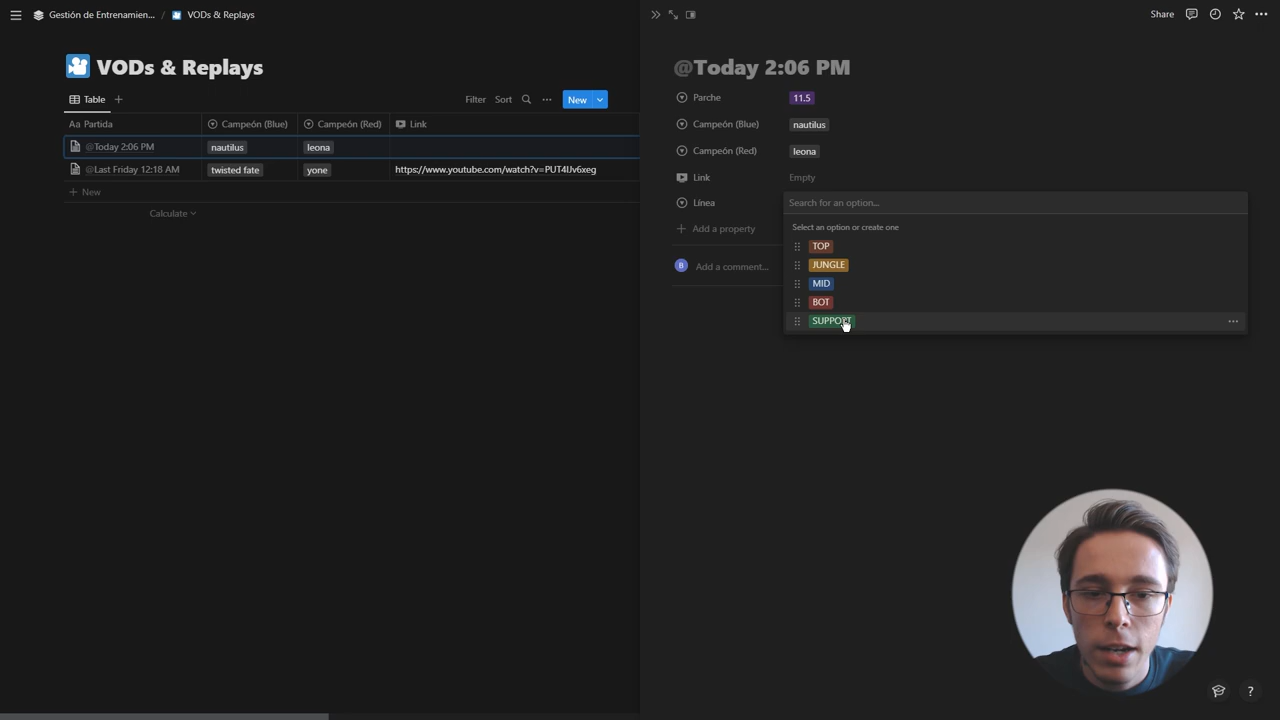 Gestión de Entrenamien... / VODs & Replays
Share
VODs & Replays
Table
Filter Sort New
Aa Partida Campeón (Blue) Campeón (Red) Link
@Today 2:06 PM nautilus leona
@Last Friday 12:18 AM twisted fate yone https://www.youtube.com/watch?v=PUT4IJv6xeg
+ New
Calculate
@Today 2:06 PM
Parche 11.5
Campeón (Blue) nautilus
Campeón (Red) leona
Link Empty
Línea Search for an option...
+ Add a property
Select an option or create one
TOP
JUNGLE
MID
BOT
SUPPORT
B Add a comment...
?